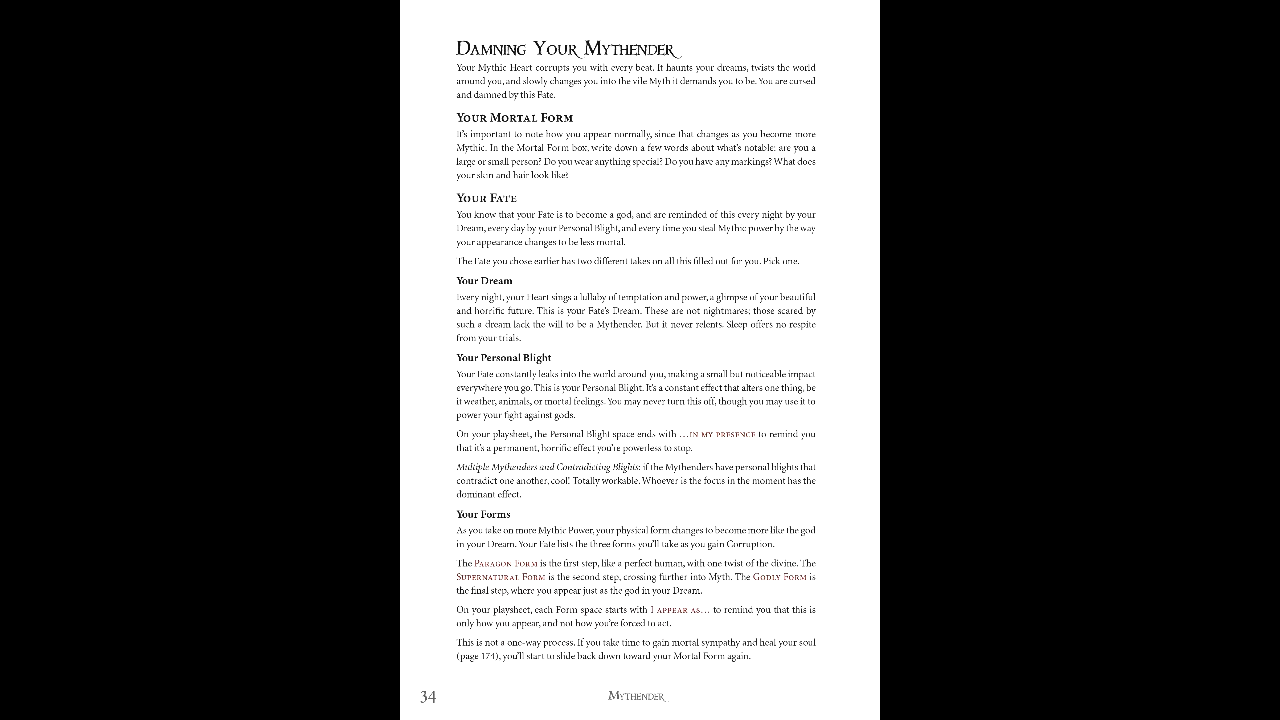 Damning Your Mythender
Your Mythic Heart corrupts you with every beat. It haunts your dreams, twists the world
around you, and slowly changes you into the vile Myth it demands you to be. You are cursed
and damned by this Fate.
Your Mortal Form
It's important to note how you appear normally, since that changes as you become more
Mythic. In the Mortal Form box, write down a few words about what's notable: are you a
large or small person? Do you wear anything special? Do you have any markings? What does
your skin and hair look like?
Your Fate
You know that your Fate is to become a god, and are reminded of this every night by your
Dream, every day by your Personal Blight, and every time you steal Mythic power by the way
your appearance changes to be less mortal.
The Fate you chose earlier has two different takes on all this filled out for you. Pick one.
Your Dream
Every night, your Heart sings a lullaby of temptation and power, a glimpse of your beautiful
and horrific future. This is your Fate's Dream. These are not nightmares; those scared by
such a dream lack the will to be a Mythender. But it never relents. Sleep offers no respite
from your trials.
Your Personal Blight
Your Fate constantly leaks into the world around you, making a small but noticeable impact
everywhere you go. This is your Personal Blight. It's a constant effect that alters one thing, be
it weather, animals, or mortal feelings. You may never turn this off, though you may use it to
power your fight against gods.
On your playsheet, the Personal Blight space ends with …in my presence to remind you
that it's a permanent, horrific effect you're powerless to stop.
Multiple Mythenders and Contradicting Blights: if the Mythenders have personal blights that
contradict one another, cool! Totally workable. Whoever is the focus in the moment has the
dominant effect.
Your Forms
As you take on more Mythic Power, your physical form changes to become more like the god
in your Dream. Your Fate lists the three forms you'll take as you gain Corruption.
The Paragon Form is the first step, like a perfect human, with one twist of the divine. The
Supernatural Form is the second step, crossing further into Myth. The Godly Form is
the final step, where you appear just as the god in your Dream.
On your playsheet, each Form space starts with I appear as… to remind you that this is
only how you appear, and not how you're forced to act.
This is not a one-way process. If you take time to gain mortal sympathy and heal your soul
(page 174), you'll start to slide back down toward your Mortal Form again.
34
Mythender